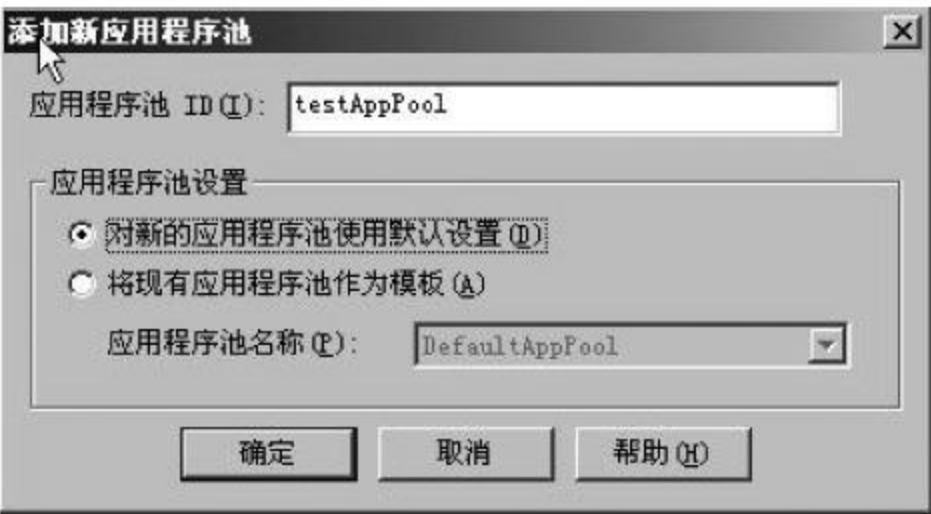 添加新应用程序池
应用程序池 ID(I): testAppPool
应用程序池设置
对新的应用程序池使用默认设置(D)
将现有应用程序池作为模板(A)
应用程序池名称(P): DefaultAppPool
确定 取消 帮助(H)